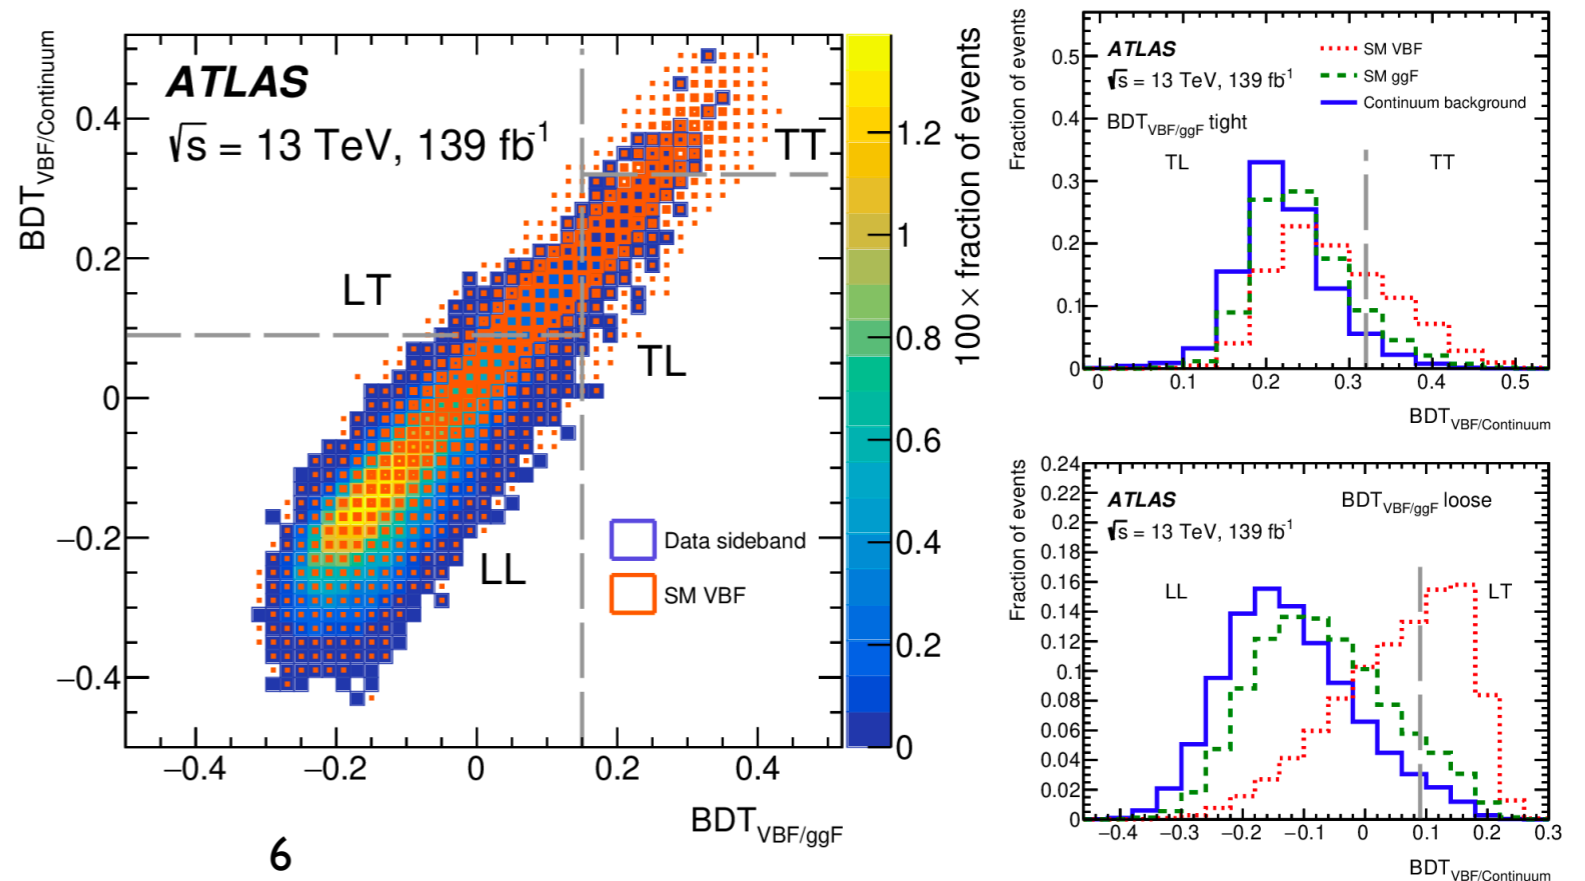 ATLAS
√s = 13 TeV, 139 fb-1
BDTVBF/Continuum
0.4
0.2
0
−0.2
−0.4
LT
TT
TL
LL
Data sideband
SM VBF
−0.4 −0.2 0 0.2 0.4
BDTVBF/ggF
100 × fraction of events
1.2
1
0.8
0.6
0.4
0.2
0
6
Fraction of events
ATLAS
√s = 13 TeV, 139 fb-1
BDTVBF/ggF tight
SM VBF
SM ggF
Continuum background
TL TT
0.5
0.4
0.3
0.2
0.1
0
0 0.1 0.2 0.3 0.4 0.5
BDTVBF/Continuum
Fraction of events
ATLAS
√s = 13 TeV, 139 fb-1
BDTVBF/ggF loose
LL LT
0.24
0.22
0.2
0.18
0.16
0.14
0.12
0.1
0.08
0.06
0.04
0.02
0
−0.4 −0.3 −0.2 −0.1 0 0.1 0.2 0.3
BDTVBF/Continuum